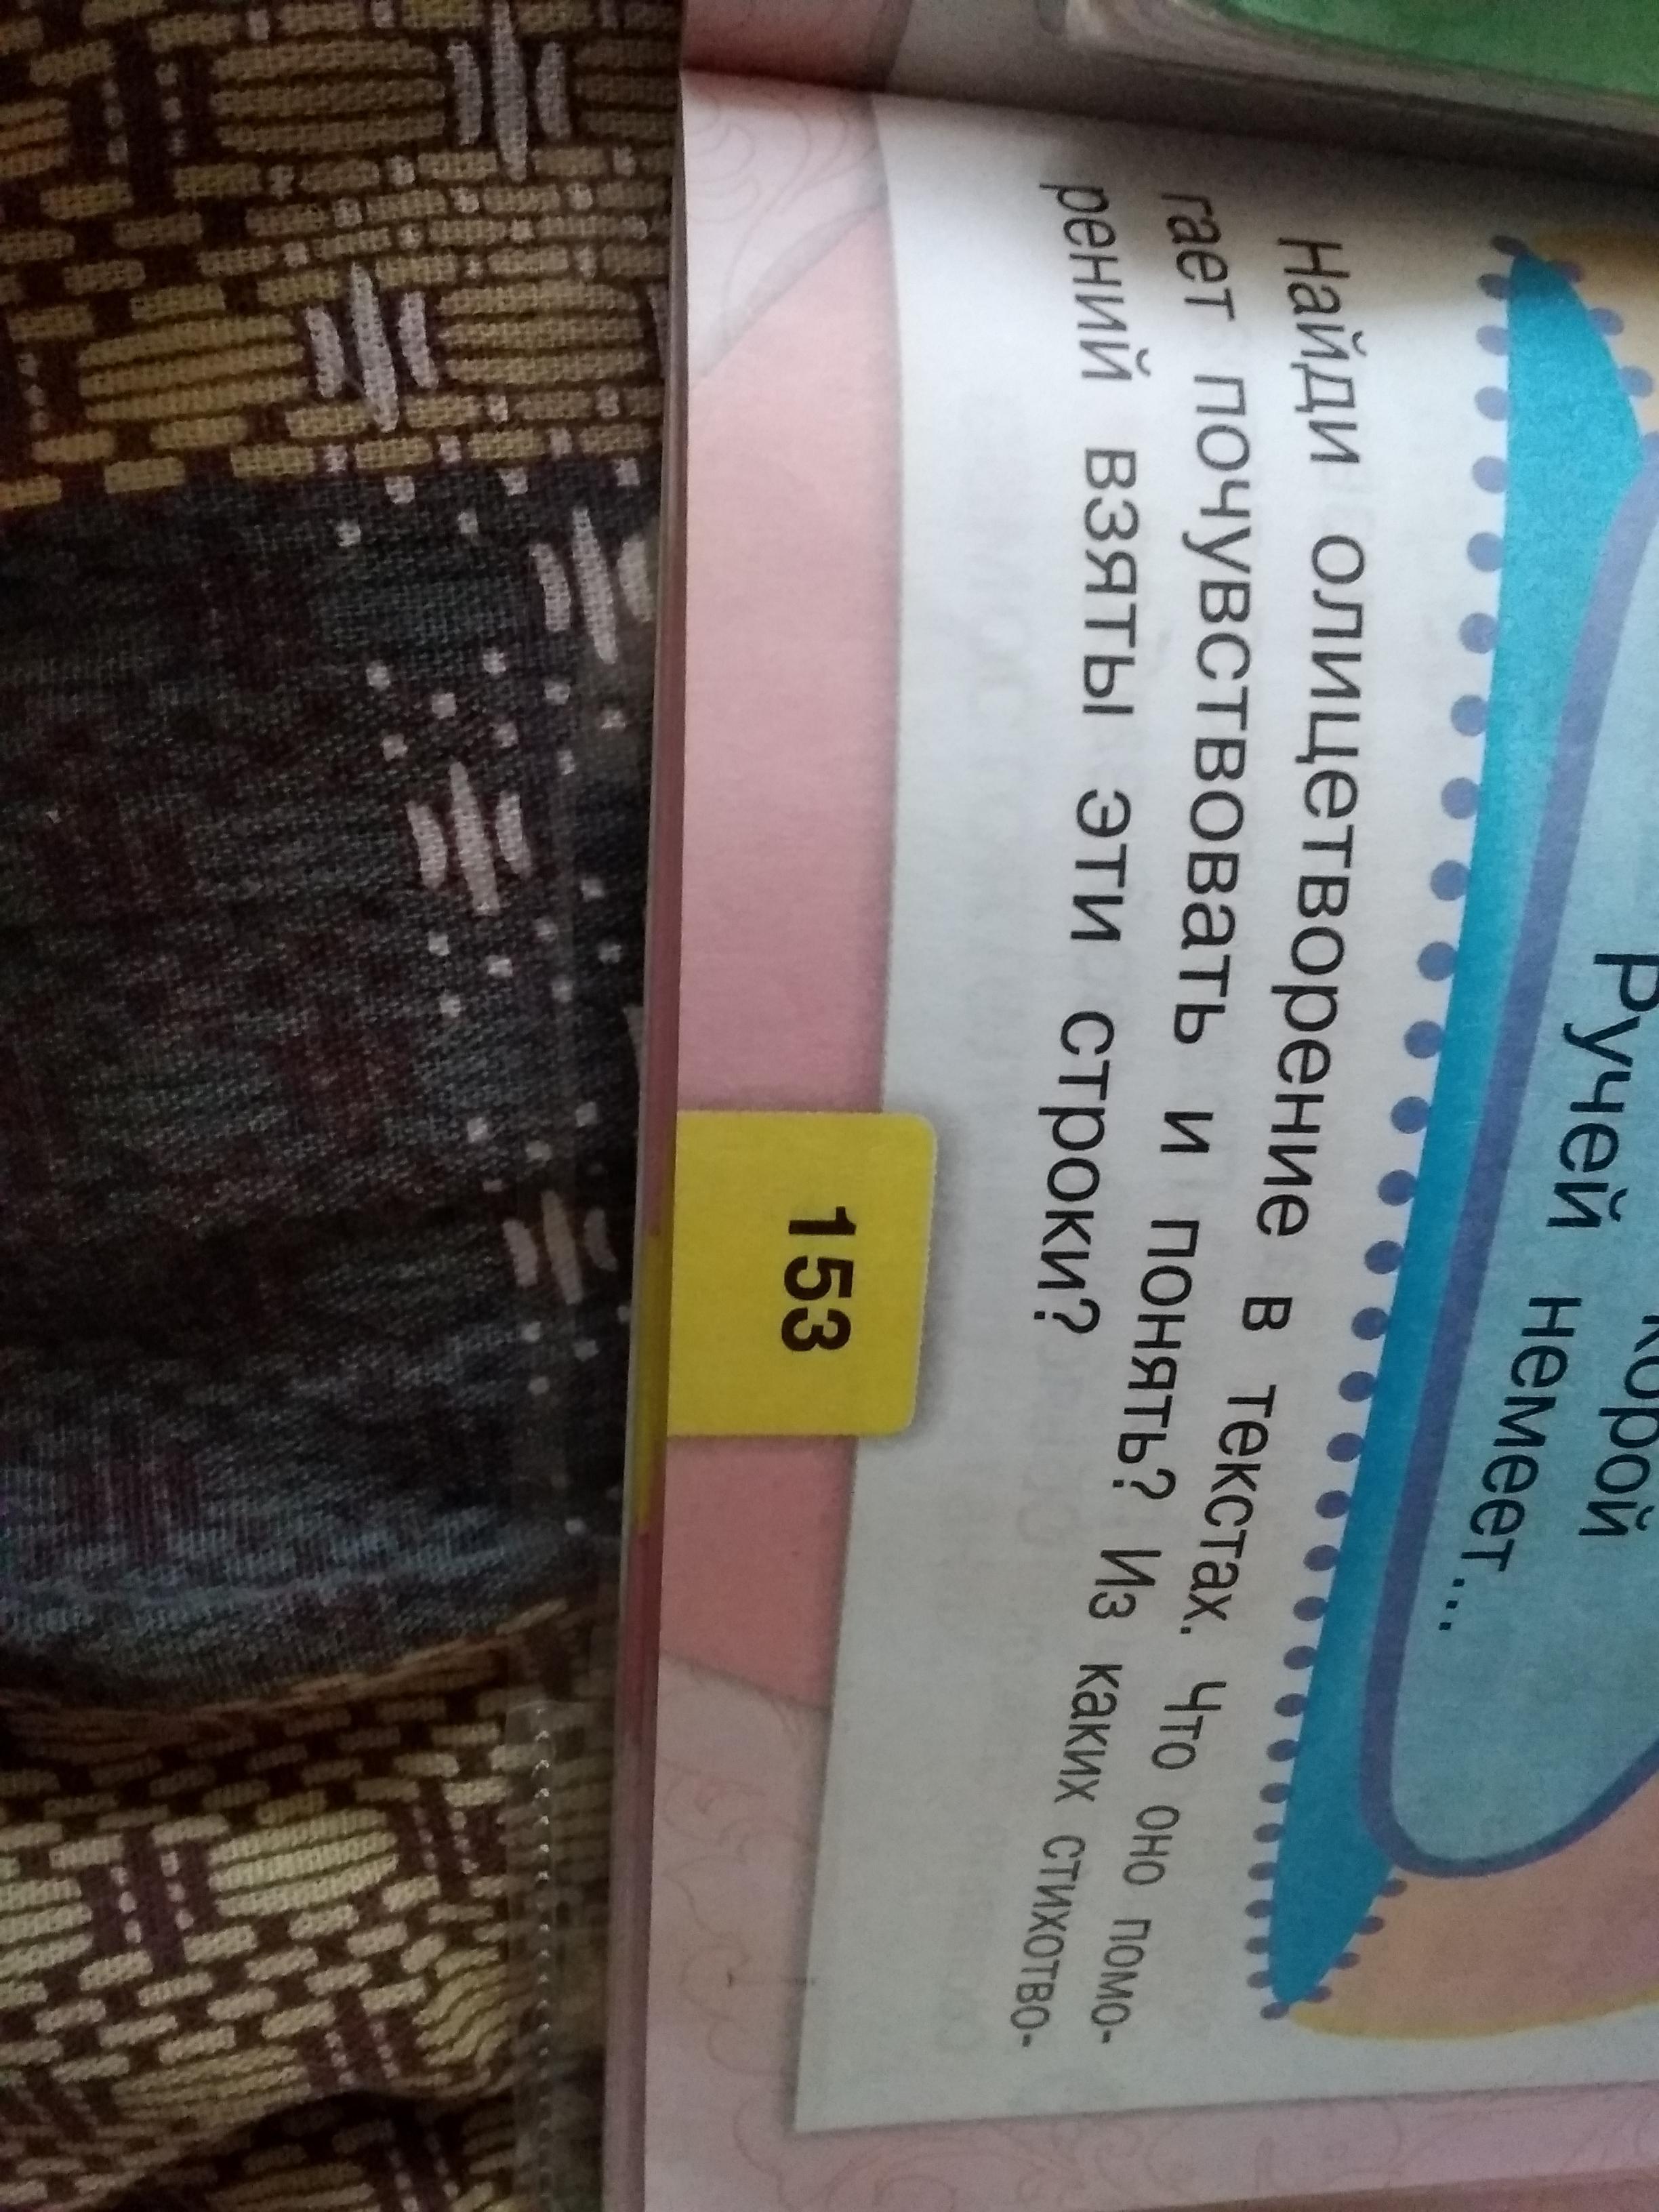 корой
Ручей немеет...
Найди олицетворение в текстах. Что оно помо-
гает почувствовать и понять? Из каких стихотво-
рений взяты эти строки?
153